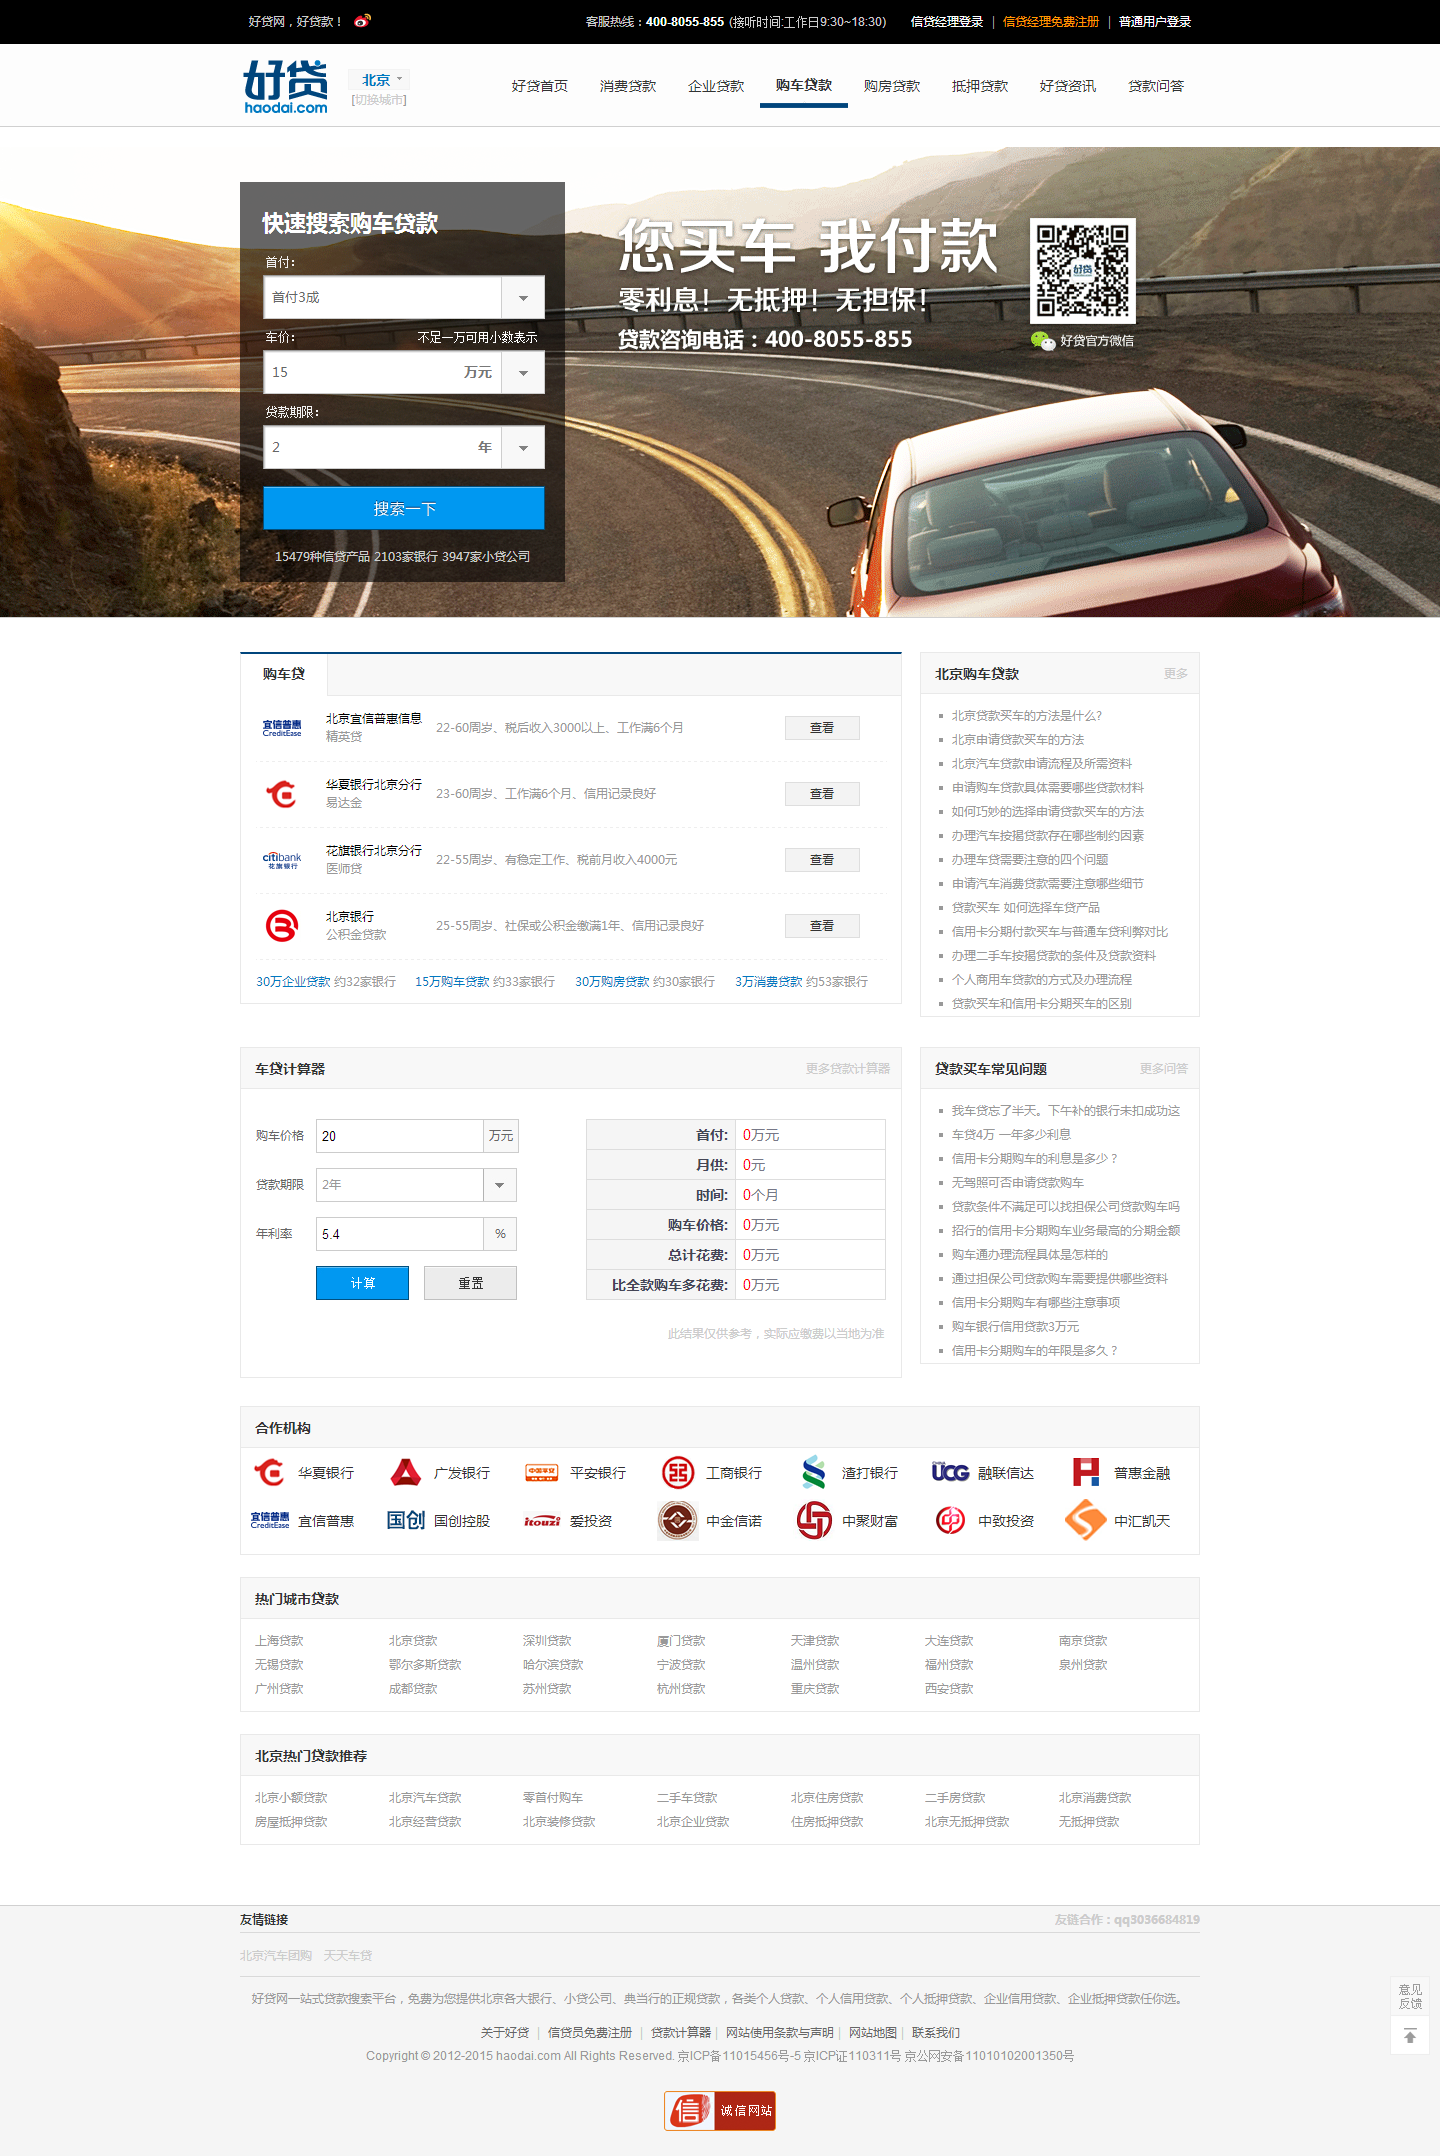 好贷网，好贷款！
客服热线：400-8055-855 (接听时间:工作日9:30~18:30) 信贷经理登录 | 信贷经理免费注册 | 普通用户登录
好贷
haodai.com
北京
[切换城市]
好贷首页 消费贷款 企业贷款 购车贷款 购房贷款 抵押贷款 好贷资讯 贷款问答
快速搜索购车贷款
首付：
首付3成
车价： 不足一万可用小数表示
15 万元
贷款期限：
2 年
搜索一下
15479种信贷产品 2103家银行 3947家小贷公司
您买车 我付款
零利息！无抵押！无担保！
贷款咨询电话：400-8055-855
好贷
好贷官方微信
购车贷
宜信普惠
CreditEase
北京宜信普惠信息
精英贷
22-60周岁、税后收入3000以上、工作满6个月
查看
华夏银行北京分行
易达金
23-60周岁、工作满6个月、信用记录良好
查看
citibank
花旗银行
花旗银行北京分行
医师贷
22-55周岁、有稳定工作、税前月收入4000元
查看
北京银行
公积金贷款
25-55周岁、社保或公积金缴满1年、信用记录良好
查看
30万企业贷款 约32家银行 15万购车贷款 约33家银行 30万购房贷款 约30家银行 3万消费贷款 约53家银行
北京购车贷款 更多
北京贷款买车的方法是什么?
北京申请贷款买车的方法
北京汽车贷款申请流程及所需资料
申请购车贷款具体需要哪些贷款材料
如何巧妙的选择申请贷款买车的方法
办理汽车按揭贷款存在哪些制约因素
办理车贷需要注意的四个问题
申请汽车消费贷款需要注意哪些细节
贷款买车 如何选择车贷产品
信用卡分期付款买车与普通车贷利弊对比
办理二手车按揭贷款的条件及贷款资料
个人商用车贷款的方式及办理流程
贷款买车和信用卡分期买车的区别
车贷计算器 更多贷款计算器
购车价格 20 万元
贷款期限 2年
年利率 5.4 %
计算 重置
首付: 0万元
月供: 0元
时间: 0个月
购车价格: 0万元
总计花费: 0万元
比全款购车多花费: 0万元
此结果仅供参考，实际应缴费以当地为准
贷款买车常见问题 更多问答
我车贷忘了半天。下午补的银行未扣成功这
车贷4万 一年多少利息
信用卡分期购车的利息是多少？
无驾照可否申请贷款购车
贷款条件不满足可以找担保公司贷款购车吗
招行的信用卡分期购车业务最高的分期金额
购车通办理流程具体是怎样的
通过担保公司贷款购车需要提供哪些资料
信用卡分期购车有哪些注意事项
购车银行信用贷款3万元
信用卡分期购车的年限是多久？
合作机构
华夏银行 广发银行 中国平安 平安银行 工商银行 渣打银行 UCG 融联信达 普惠金融
宜信普惠 CreditEase 宜信普惠 国创 国创控股 itouzi 爱投资 中金信诺 中聚财富 中致投资 中汇凯天
热门城市贷款
上海贷款 北京贷款 深圳贷款 厦门贷款 天津贷款 大连贷款 南京贷款
无锡贷款 鄂尔多斯贷款 哈尔滨贷款 宁波贷款 温州贷款 福州贷款 泉州贷款
广州贷款 成都贷款 苏州贷款 杭州贷款 重庆贷款 西安贷款
北京热门贷款推荐
北京小额贷款 北京汽车贷款 零首付购车 二手车贷款 北京住房贷款 二手房贷款 北京消费贷款
房屋抵押贷款 北京经营贷款 北京装修贷款 北京企业贷款 住房抵押贷款 北京无抵押贷款 无抵押贷款
友情链接 友链合作：qq3036684819
北京汽车团购 天天车贷
好贷网一站式贷款搜索平台，免费为您提供北京各大银行、小贷公司、典当行的正规贷款，各类个人贷款、个人信用贷款、个人抵押贷款、企业信用贷款、企业抵押贷款任你选。
关于好贷 | 信贷员免费注册 | 贷款计算器 | 网站使用条款与声明 | 网站地图 | 联系我们
Copyright © 2012-2015 haodai.com All Rights Reserved. 京ICP备11015456号-5 京ICP证110311号 京公网安备11010102001350号
信 诚信网站
意见
反馈